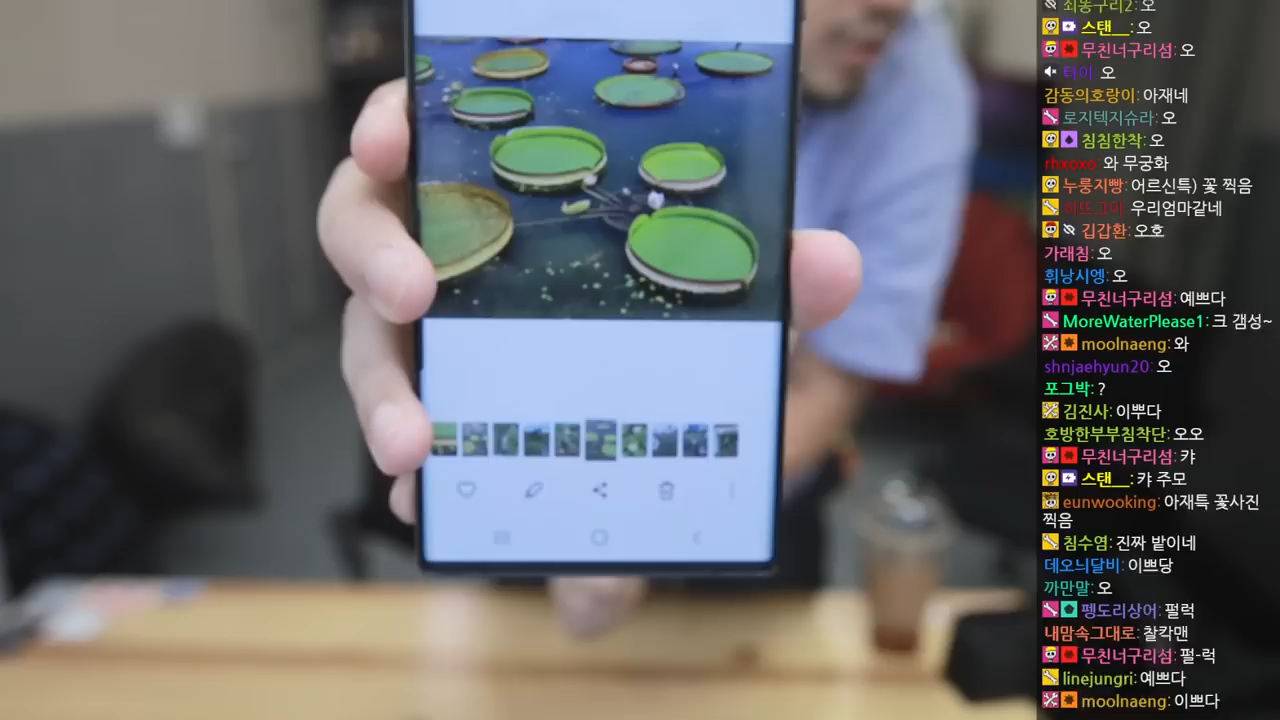 쇠똥구리2: 오
스탠__: 오
무친너구리섬: 오
티이 오
감동의호랑이: 아재네
로지텍지슈라: 오
침침한착: 오
rhxoxo: 와 무궁화
누룽지빵: 어르신특) 꽃 찍음
우리엄마같네
김갑환: 오호
가래침: 오
휘낭시엥: 오
무친너구리섬: 예쁘다
MoreWaterPlease1: 크 갬성~
moolnaeng: 와
shnjaehyun20: 오
포그박: ?
김진사: 이뿌다
호방한부부침착단: 오오
무친너구리섬: 캬
스탠__: 캬 주모
eunwooking: 아재특 꽃사진
찍음
침수염: 진짜 밭이네
데오늬달비: 이쁘당
까만말: 오
펭도리상어: 펄럭
내맘속그대로: 찰칵맨
무친너구리섬: 펄-럭
linejungri: 예쁘다
moolnaeng: 이쁘다